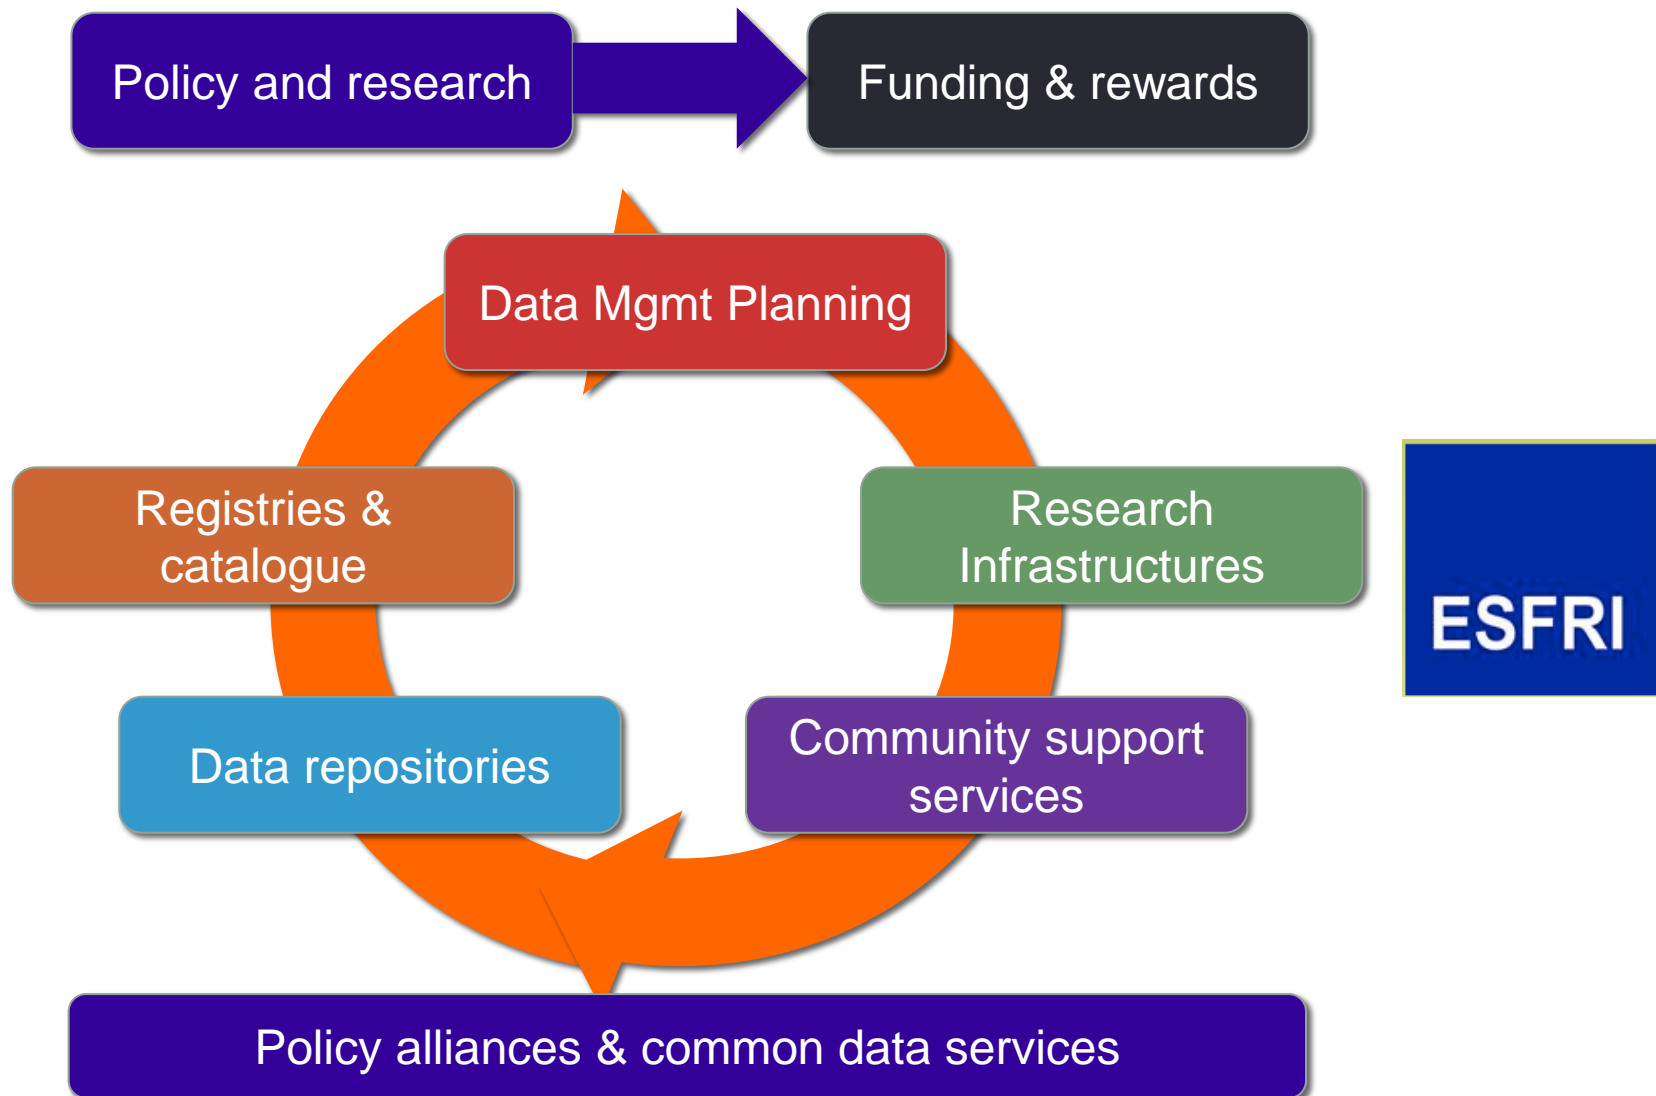 Policy and research
Funding & rewards
Data Mgmt Planning
Registries &
catalogue
Research
Infrastructures
ESFRI
Data repositories
Community support
services
Policy alliances & common data services